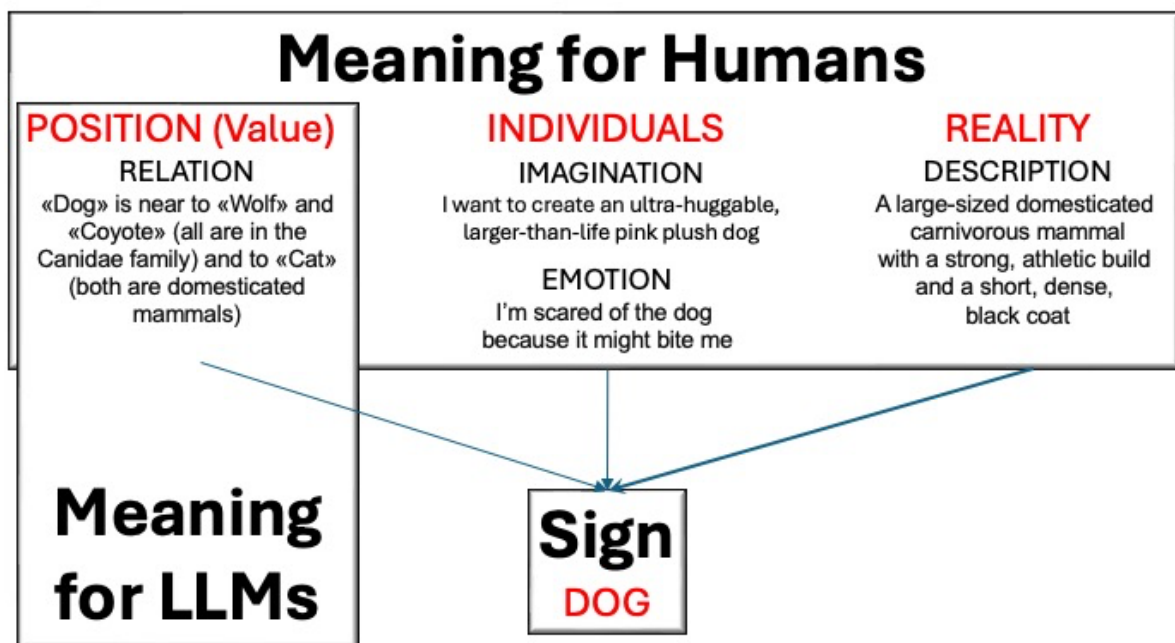 Meaning for Humans
POSITION (Value)
RELATION
«Dog» is near to «Wolf» and
«Coyote» (all are in the
Canidae family) and to «Cat»
(both are domesticated
mammals)
INDIVIDUALS
IMAGINATION
I want to create an ultra-huggable,
larger-than-life pink plush dog
EMOTION
I'm scared of the dog
because it might bite me
REALITY
DESCRIPTION
A large-sized domesticated
carnivorous mammal
with a strong, athletic build
and a short, dense,
black coat
Meaning
for LLMs
Sign
DOG